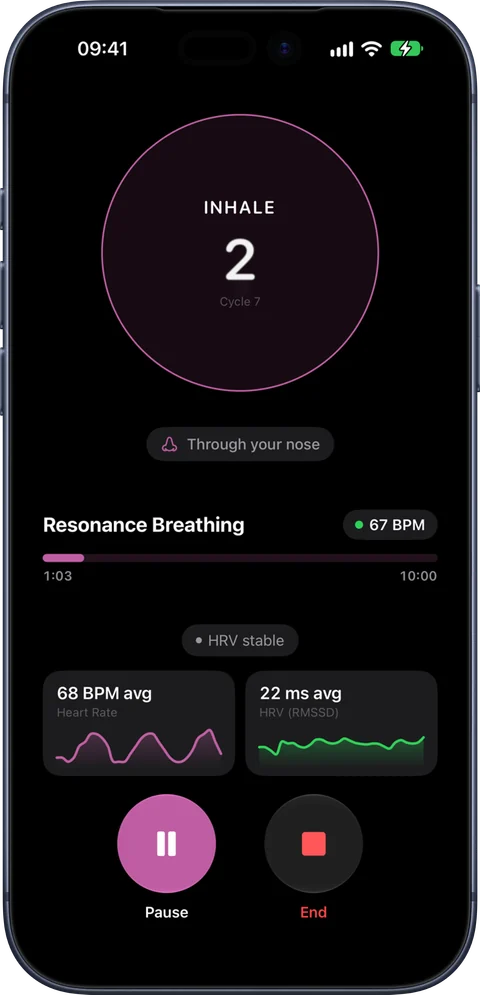 09:41
INHALE
2
Cycle 7
Through your nose
Resonance Breathing
67 BPM
1:03
10:00
HRV stable
68 BPM avg
Heart Rate
22 ms avg
HRV (RMSSD)
Pause
End